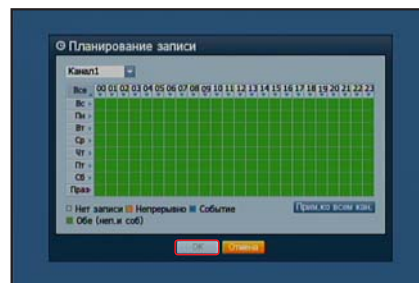 Планирование записи
Канал1
Все 00 01 02 03 04 05 06 07 08 09 10 11 12 13 14 15 16 17 18 19 20 21 22 23
Вс
Пн
Вт
Ср
Чт
Пт
Сб
Праз
Нет записи Непрерывно Событие
Прим.ко всем кан.
Обе (неп.и соб)
OK Отмена